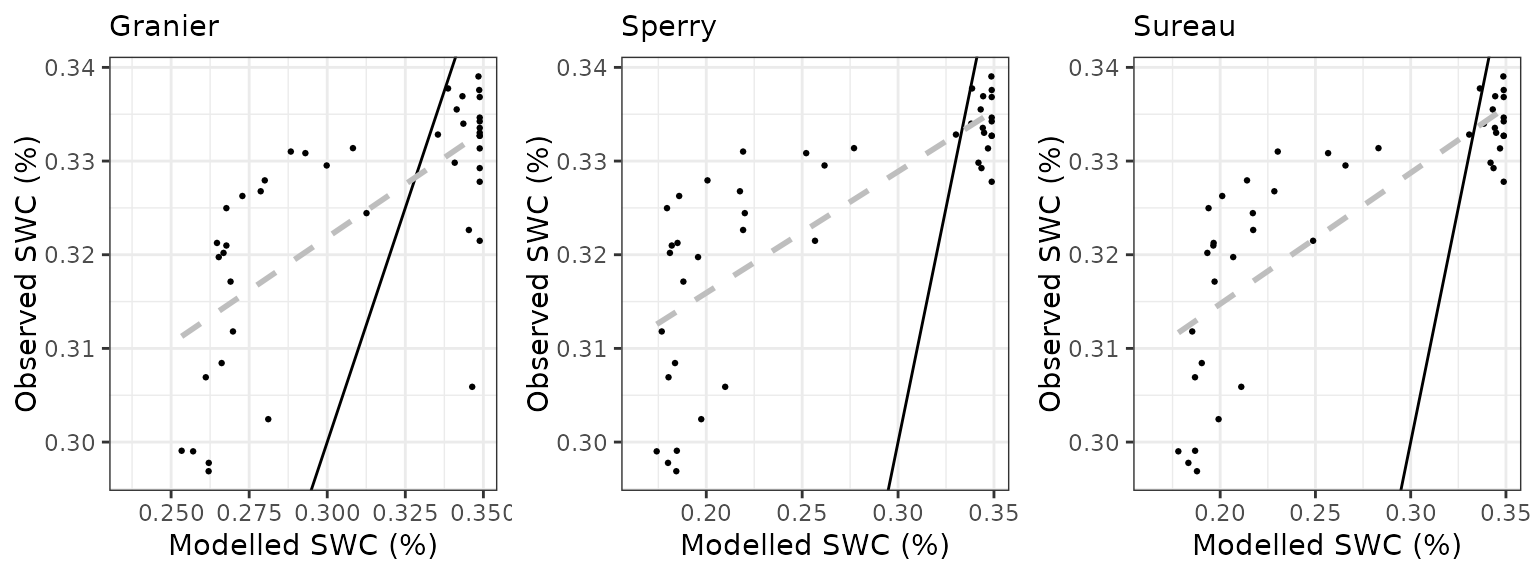 Granier
Observed SWC (%)
0.34
0.33
0.32
0.31
0.30
0.250 0.275 0.300 0.325 0.350
Modelled SWC (%)
Sperry
Observed SWC (%)
0.34
0.33
0.32
0.31
0.30
0.20 0.25 0.30 0.35
Modelled SWC (%)
Sureau
Observed SWC (%)
0.34
0.33
0.32
0.31
0.30
0.20 0.25 0.30 0.35
Modelled SWC (%)